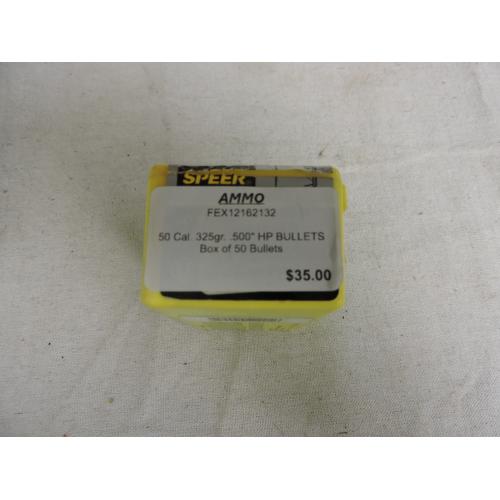 SPEER
AMMO
FEX12162132
50 Cal. 325gr. .500" HP BULLETS
Box of 50 Bullets
$35.00